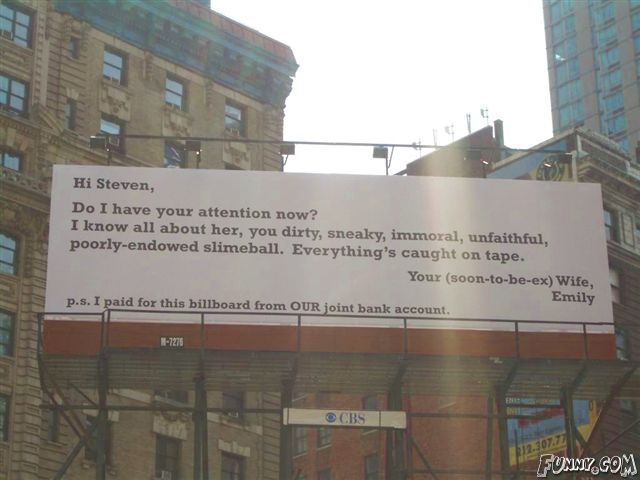 Hi Steven,
Do I have your attention now?
I know all about her, you dirty, sneaky, immoral, unfaithful,
poorly-endowed slimeball. Everything's caught on tape.
Your (soon-to-be-ex) Wife,
Emily
p.s. I paid for this billboard from OUR joint bank account.
M-7276
CBS
FUNNY.COM